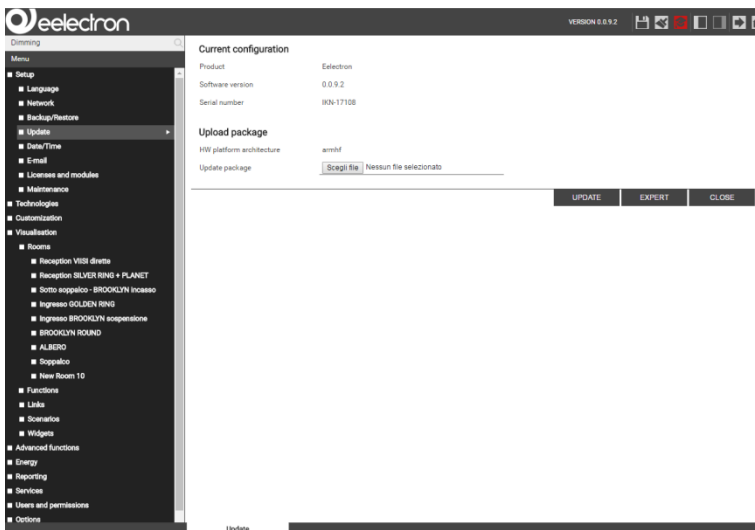 eelectron
VERSION 0.0.9.2
Dimming
Menu
Setup
Language
Network
Backup/Restore
Update
Date/Time
E-mail
Licenses and modules
Maintenance
Technologies
Customization
Visualisation
Rooms
Reception VIISI dirette
Reception SILVER RING + PLANET
Sotto soppalco - BROOKLYN incasso
Ingresso GOLDEN RING
Ingresso BROOKLYN sospensione
BROOKLYN ROUND
ALBERO
Soppalco
New Room 10
Functions
Links
Scenarios
Widgets
Advanced functions
Energy
Reporting
Services
Users and permissions
Options
Current configuration
Product Eelectron
Software version 0.0.9.2
Serial number IKN-17108
Upload package
HW platform architecture armhf
Update package Scegli file Nessun file selezionato
UPDATE EXPERT CLOSE
Update